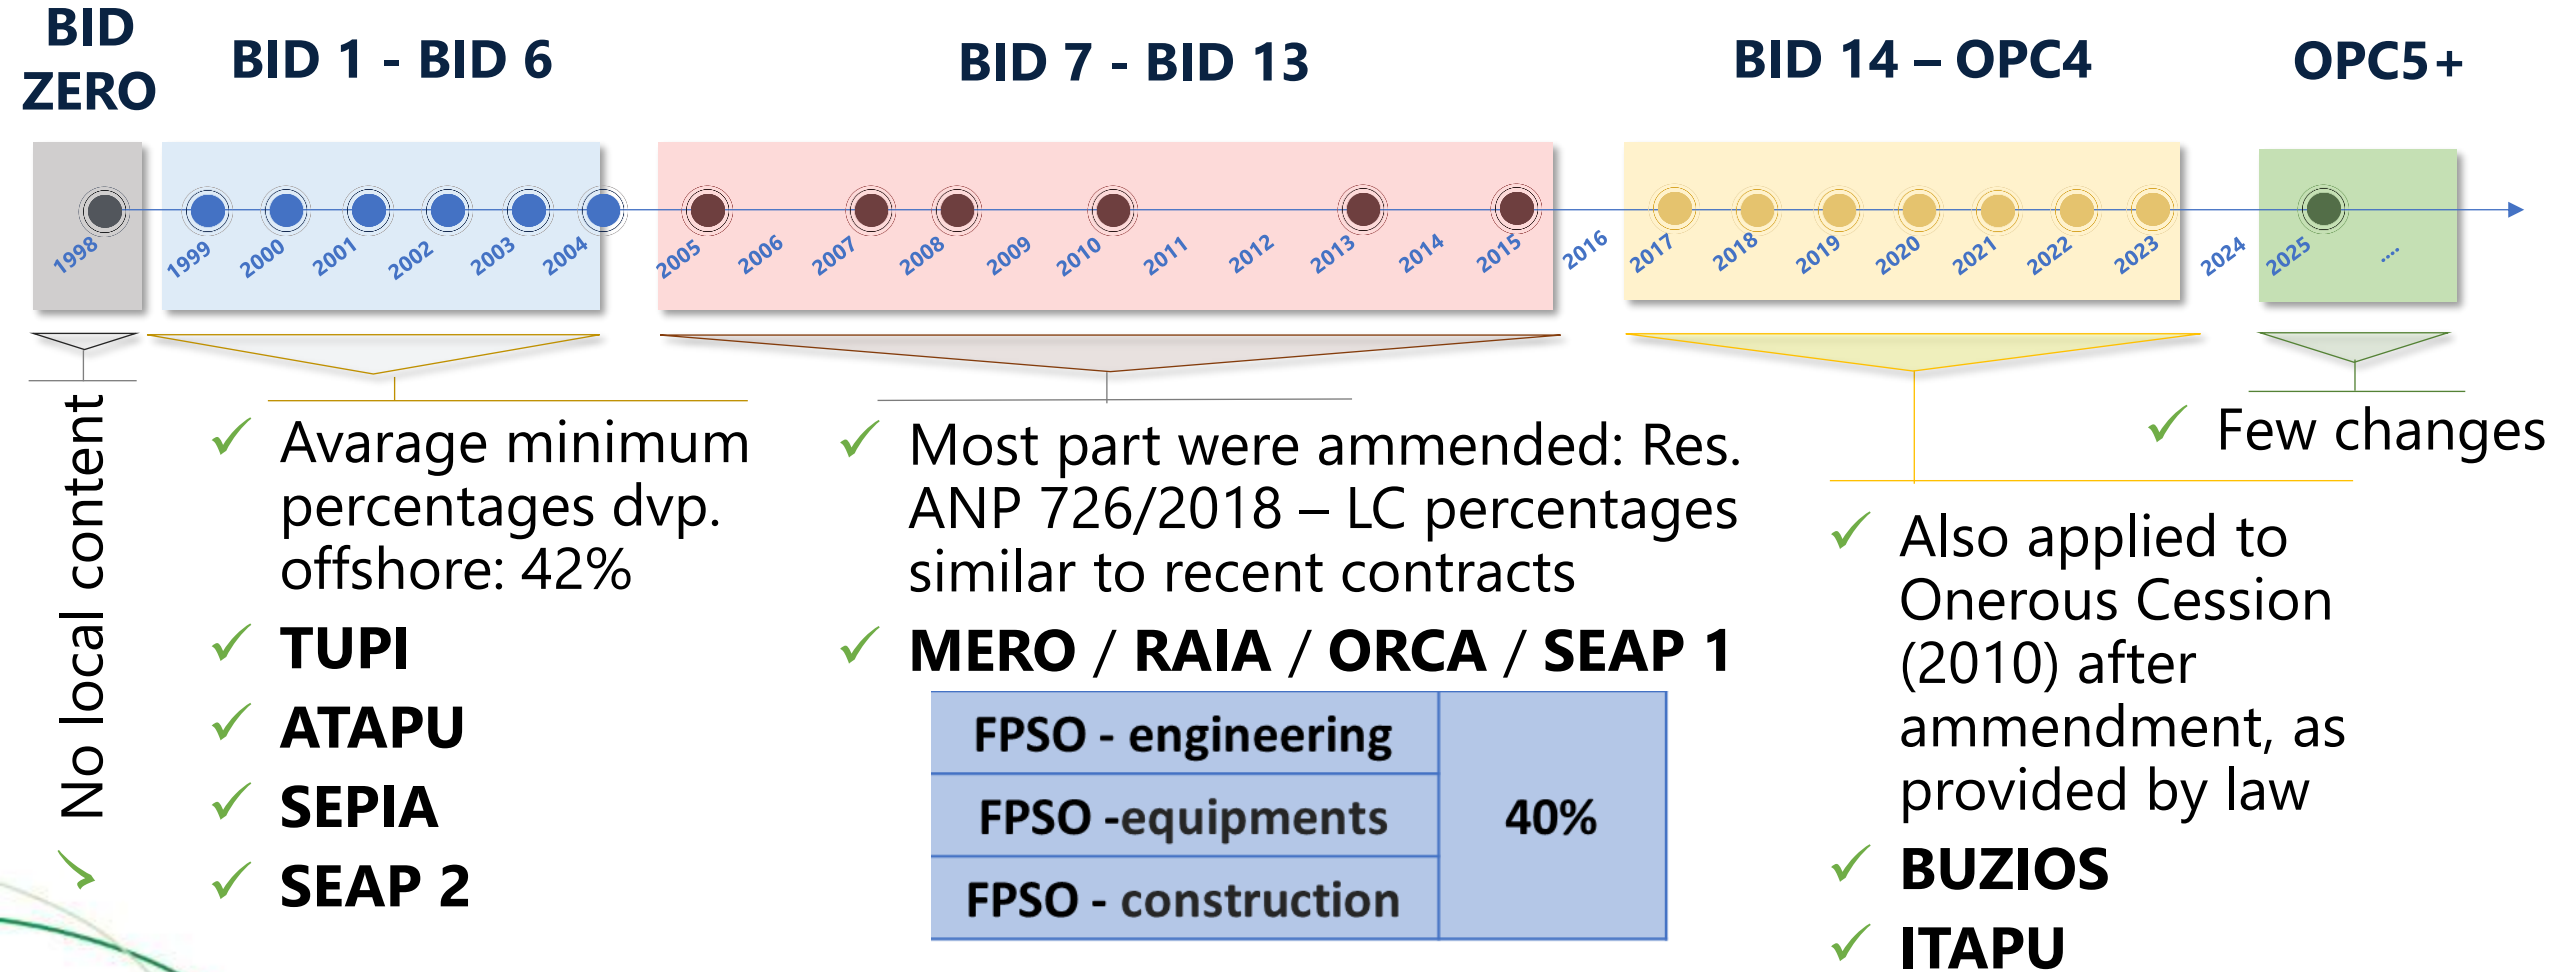 BID
ZERO
BID 1 - BID 6
BID 7 - BID 13
BID 14 – OPC4
OPC5+
1998
1999
2000
2001
2002
2003
2004
2005
2006
2007
2008
2009
2010
2011
2012
2013
2014
2015
2016
2017
2018
2019
2020
2021
2022
2023
2024
2025
....
No local content
Avarage minimum
percentages dvp.
offshore: 42%
TUPI
ATAPU
SEPIA
SEAP 2
Most part were ammended: Res.
ANP 726/2018 – LC percentages
similar to recent contracts
MERO / RAIA / ORCA / SEAP 1
FPSO - engineering
FPSO -equipments
FPSO - construction
40%
Also applied to
Onerous Cession
(2010) after
ammendment, as
provided by law
BUZIOS
ITAPU
Few changes